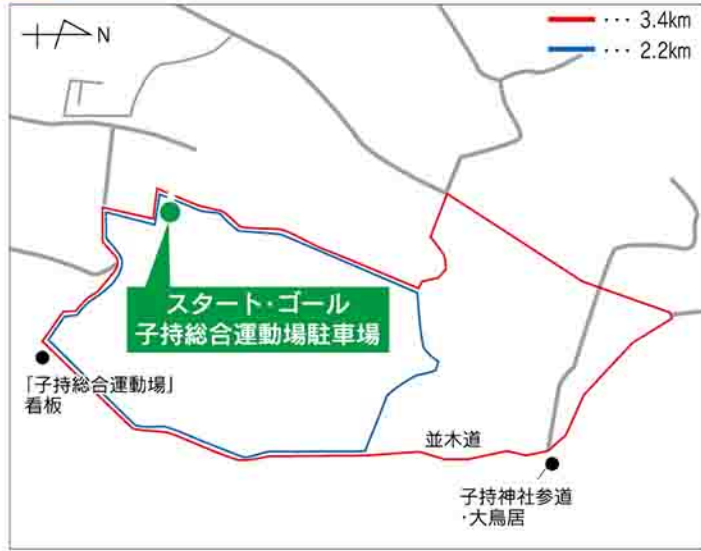 N
… 3.4km
… 2.2km
スタート・ゴール
子持総合運動場駐車場
「子持総合運動場」
看板
並木道
子持神社参道
・大鳥居